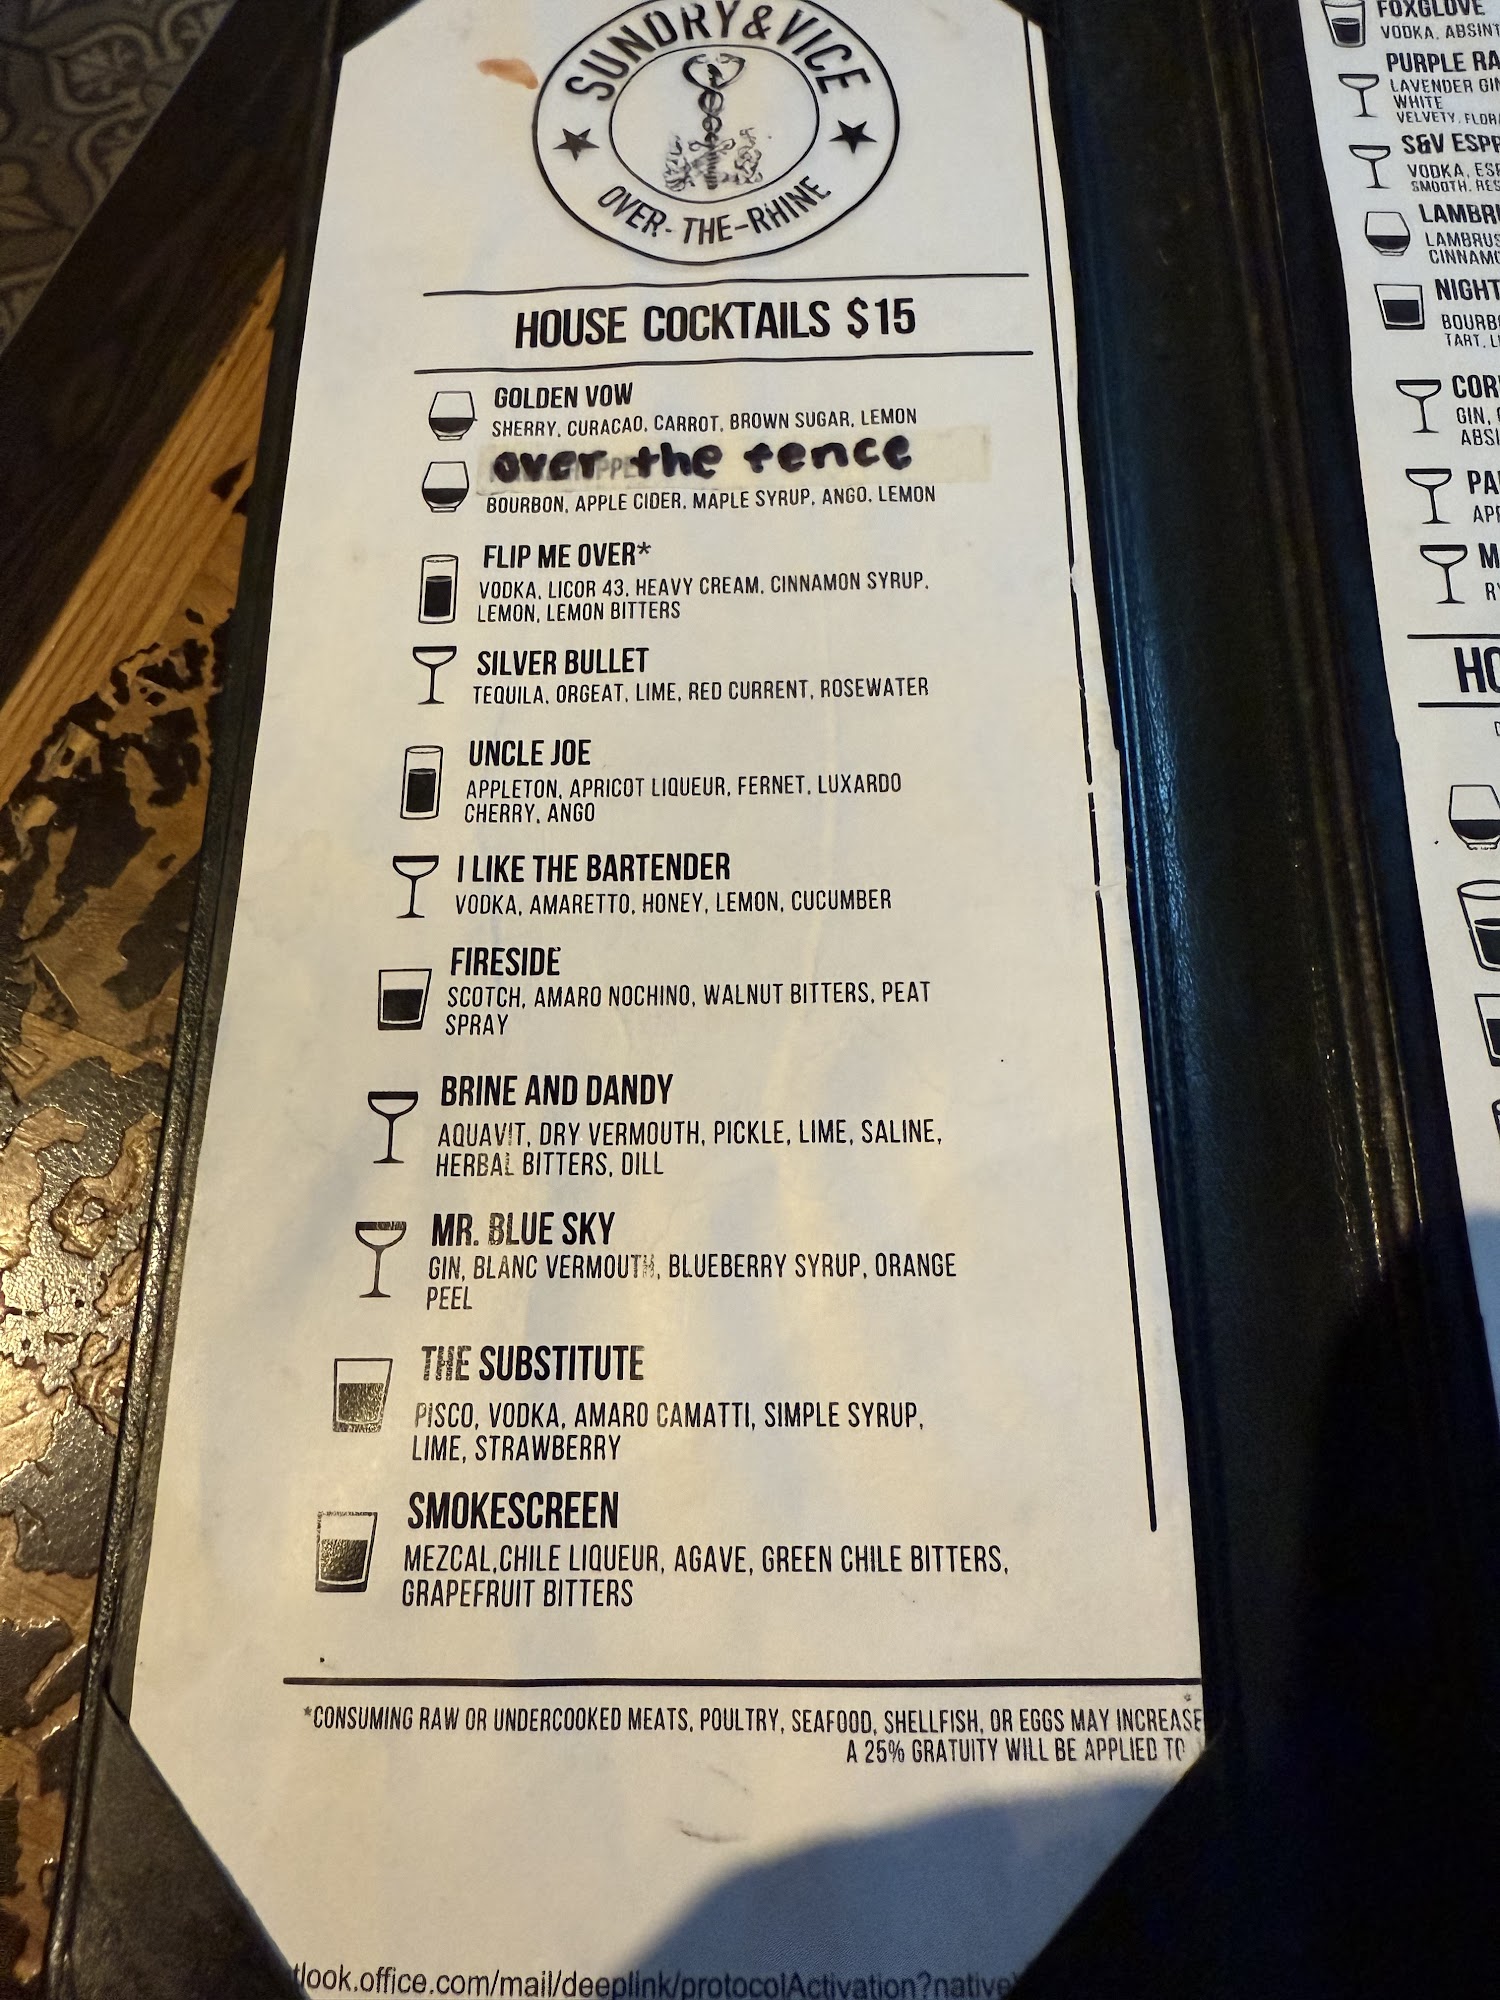 SUNDRY&VICE
OVER-THE-RHINE
HOUSE COCKTAILS $15
GOLDEN VOW
SHERRY, CURACAO, CARROT, BROWN SUGAR, LEMON
over the fence
BOURBON, APPLE CIDER, MAPLE SYRUP, ANGO, LEMON
FLIP ME OVER*
VODKA, LICOR 43, HEAVY CREAM, CINNAMON SYRUP,
LEMON, LEMON BITTERS
SILVER BULLET
TEQUILA, ORGEAT, LIME, RED CURRENT, ROSEWATER
UNCLE JOE
APPLETON, APRICOT LIQUEUR, FERNET, LUXARDO
CHERRY, ANGO
I LIKE THE BARTENDER
VODKA, AMARETTO, HONEY, LEMON, CUCUMBER
FIRESIDE
SCOTCH, AMARO NOCHINO, WALNUT BITTERS, PEAT
SPRAY
BRINE AND DANDY
AQUAVIT, DRY VERMOUTH, PICKLE, LIME, SALINE,
HERBAL BITTERS, DILL
MR. BLUE SKY
GIN, BLANC VERMOUTH, BLUEBERRY SYRUP, ORANGE
PEEL
THE SUBSTITUTE
PISCO, VODKA, AMARO CAMATTI, SIMPLE SYRUP,
LIME, STRAWBERRY
SMOKESCREEN
MEZCAL,CHILE LIQUEUR, AGAVE, GREEN CHILE BITTERS,
GRAPEFRUIT BITTERS
*CONSUMING RAW OR UNDERCOOKED MEATS, POULTRY, SEAFOOD, SHELLFISH, OR EGGS MAY INCREASE
A 25% GRATUITY WILL BE APPLIED TO
tlook.office.com/mail/deeplink/protocolActivation?native
FOXGLOVE
VODKA, ABSINT
PURPLE RA
LAVENDER GIN
WHITE
VELVETY, FLORA
S&V ESPR
VODKA, ESP
SMOOTH, RES
LAMBRU
LAMBRUS
CINNAMO
NIGHT
BOURBO
TART, L
COR
GIN,
ABSI
PA
APE
M
RY
HO